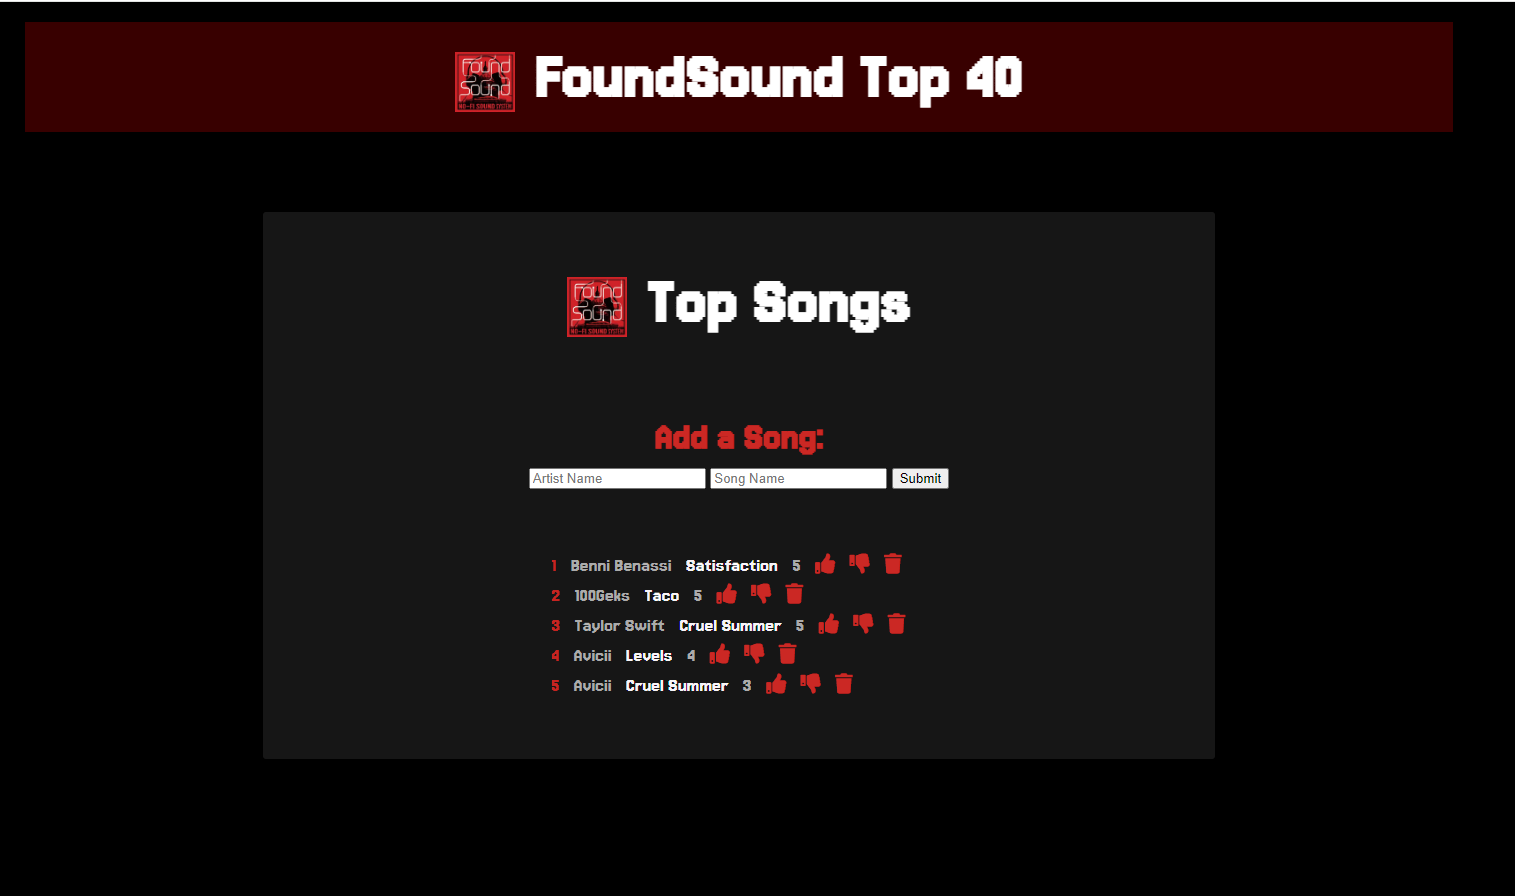 Found Sound NO-FI SOUND SYSTEM
FoundSound Top 40
Found Sound NO-FI SOUND SYSTEM
Top Songs
Add a Song:
Artist Name Song Name Submit
1 Benni Benassi Satisfaction 5
2 100Geks Taco 5
3 Taylor Swift Cruel Summer 5
4 Avicii Levels 4
5 Avicii Cruel Summer 3